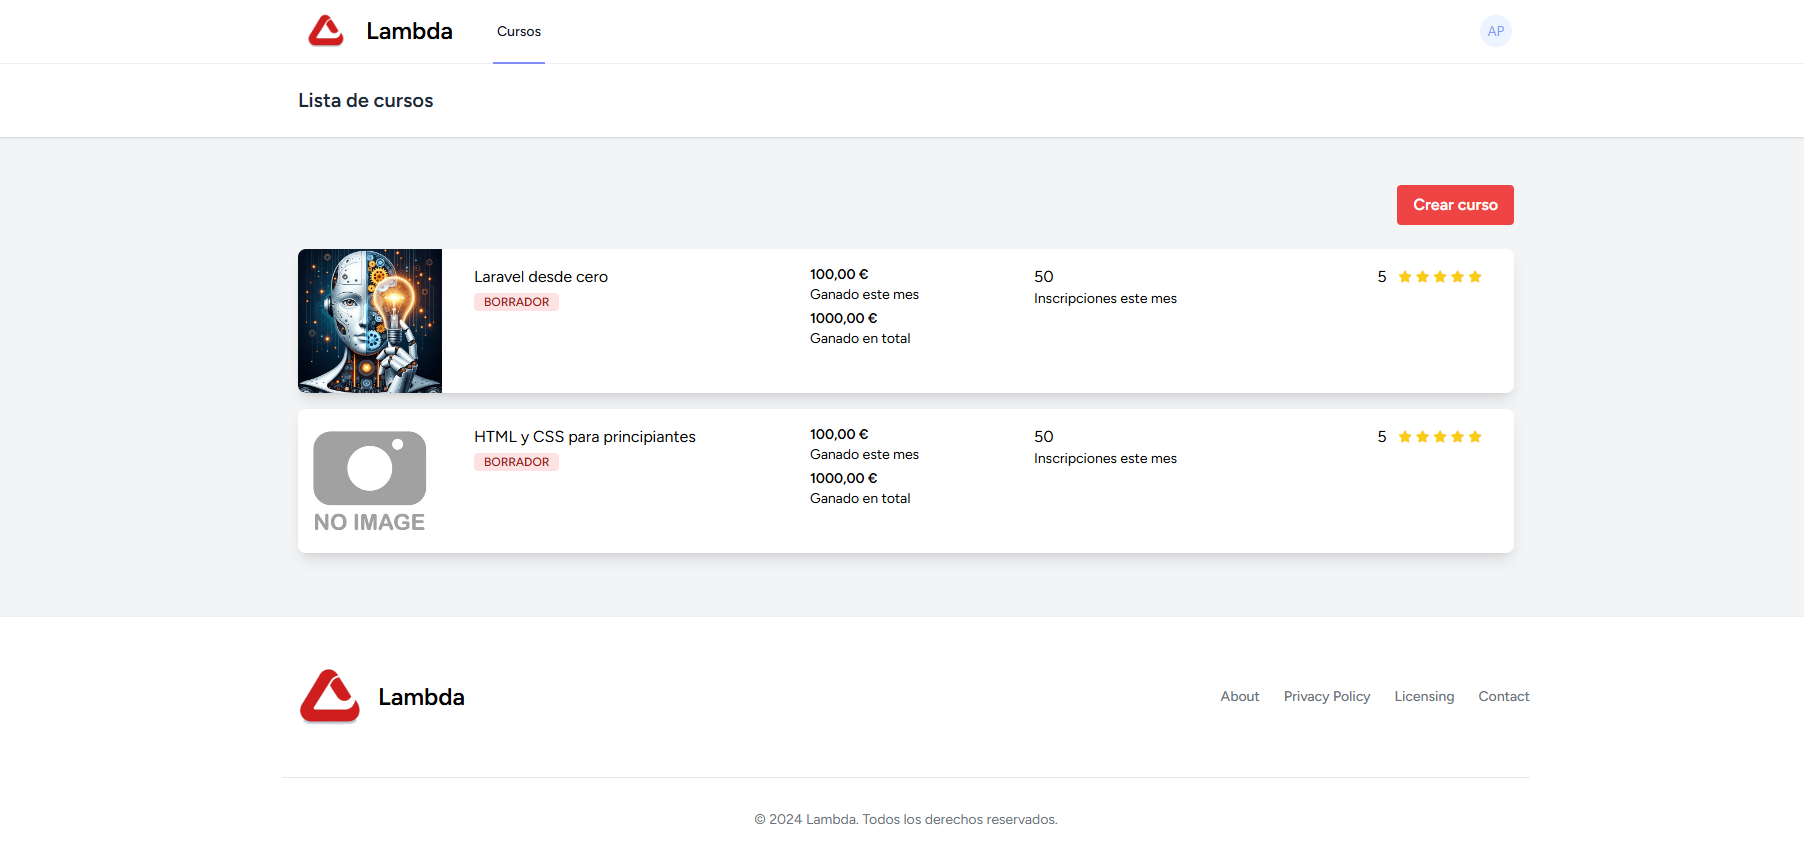 Lambda
Cursos
AP
Lista de cursos
Crear curso
Laravel desde cero
BORRADOR
100,00 €
Ganado este mes
1000,00 €
Ganado en total
50
Inscripciones este mes
5
HTML y CSS para principiantes
BORRADOR
100,00 €
Ganado este mes
1000,00 €
Ganado en total
50
Inscripciones este mes
5
NO IMAGE
Lambda
About
Privacy Policy
Licensing
Contact
© 2024 Lambda. Todos los derechos reservados.